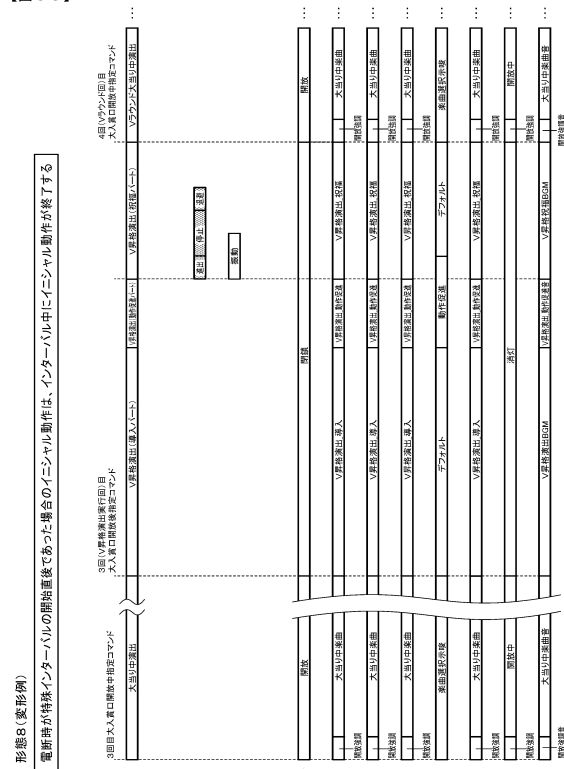 形態8(変形例)
電断時が特殊インターバルの開始直後であった場合のイニシャル動作は、インターバル中にイニシャル動作が終了する
3回目大入賞口開放中指定コマンド
3回(V昇格演出実行回)目
大入賞口開放後指定コマンド
4回(Vラウンド回)目
大入賞口開放中指定コマンド
大当り中演出
V昇格演出(導入パート)
V昇格演出(動作促進パート)
V昇格演出(祝福パート)
Vラウンド大当り中演出
…
進出
停止
退避
振動
開放
閉鎖
開放
…
開放強調
大当り中楽曲
V昇格演出_導入
V昇格演出_動作促進
V昇格演出_祝福
開放強調
大当り中楽曲
…
開放強調
大当り中楽曲
V昇格演出_導入
V昇格演出_動作促進
V昇格演出_祝福
開放強調
大当り中楽曲
…
開放強調
大当り中楽曲
V昇格演出_導入
V昇格演出_動作促進
V昇格演出_祝福
開放強調
大当り中楽曲
…
楽曲選択示唆
デフォルト
動作促進
デフォルト
楽曲選択示唆
…
開放強調
大当り中楽曲
V昇格演出_導入
V昇格演出_動作促進
V昇格演出_祝福
開放強調
大当り中楽曲
…
開放強調
開放中
消灯
開放強調
開放中
…
開放強調音
大当り中楽曲音
V昇格演出BGM
V昇格演出_動作促進音
V昇格祝福BGM
開放強調音
大当り中楽曲音
…